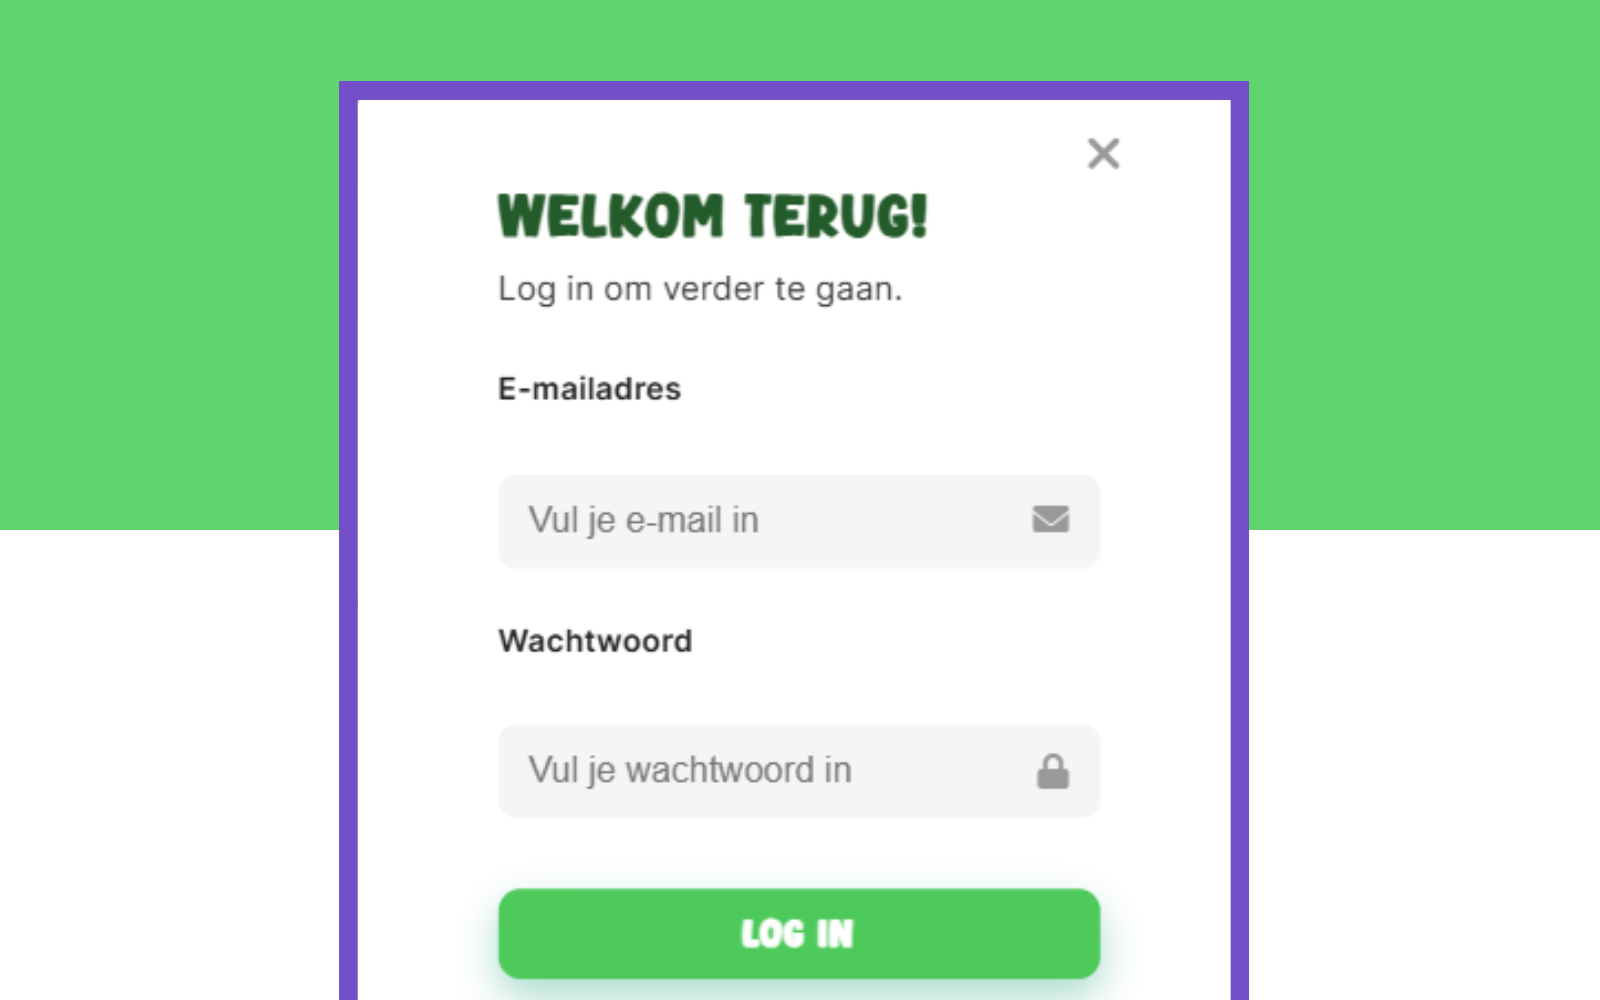 WELKOM TERUG!
Log in om verder te gaan.
E-mailadres
Vul je e-mail in
Wachtwoord
Vul je wachtwoord in
LOG IN